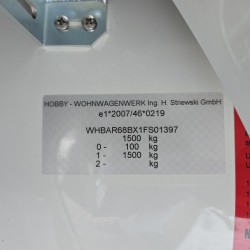 HOBBY - WOHNWAGENWERK Ing. H. Striewski GmbH
e1*2007/46*0219
WHBAR68BX1FS01397
1500 kg
0 - 100 kg
1 - 1500 kg
2 - kg